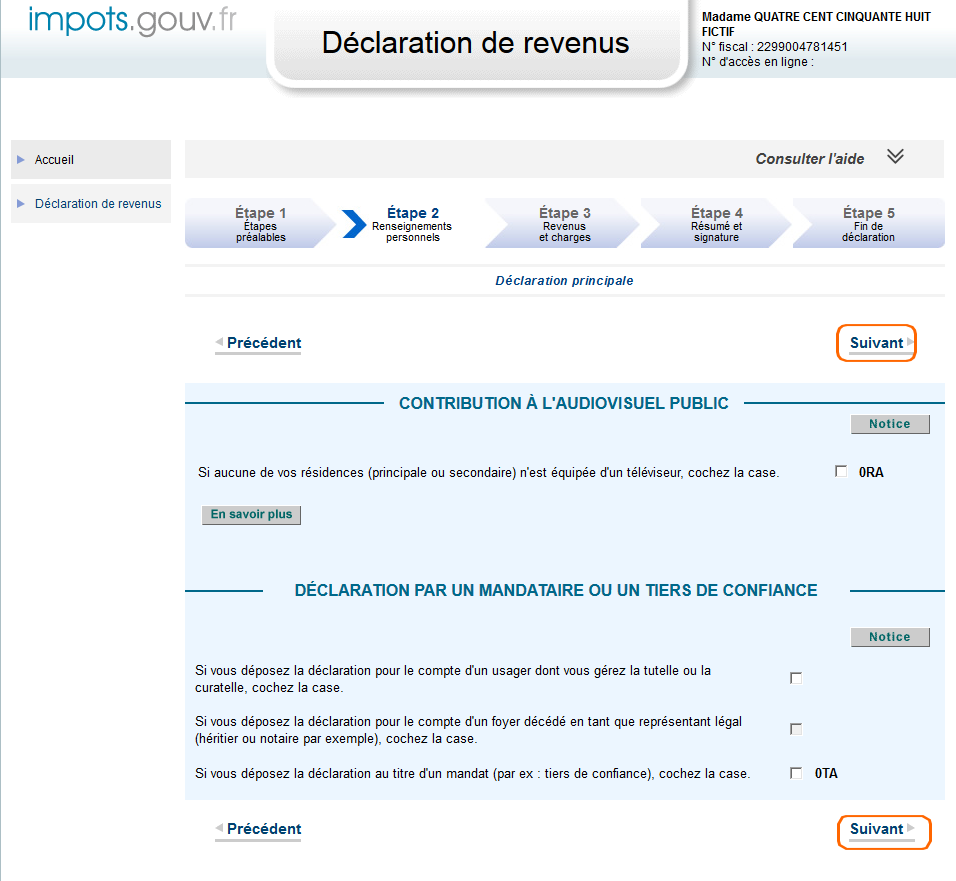 impots.gouv.fr
Déclaration de revenus
Madame QUATRE CENT CINQUANTE HUIT
FICTIF
N° fiscal : 2299004781451
N° d'accès en ligne :
Accueil
Déclaration de revenus
Consulter l'aide
Étape 1
Étapes
préalables
Étape 2
Renseignements
personnels
Étape 3
Revenus
et charges
Étape 4
Résumé et
signature
Étape 5
Fin de
déclaration
Déclaration principale
Précédent
Suivant
CONTRIBUTION À L'AUDIOVISUEL PUBLIC
Notice
Si aucune de vos résidences (principale ou secondaire) n'est équipée d'un téléviseur, cochez la case.
0RA
En savoir plus
DÉCLARATION PAR UN MANDATAIRE OU UN TIERS DE CONFIANCE
Notice
Si vous déposez la déclaration pour le compte d'un usager dont vous gérez la tutelle ou la
curatelle, cochez la case.
Si vous déposez la déclaration pour le compte d'un foyer décédé en tant que représentant légal
(héritier ou notaire par exemple), cochez la case.
Si vous déposez la déclaration au titre d'un mandat (par ex : tiers de confiance), cochez la case.
0TA
Précédent
Suivant